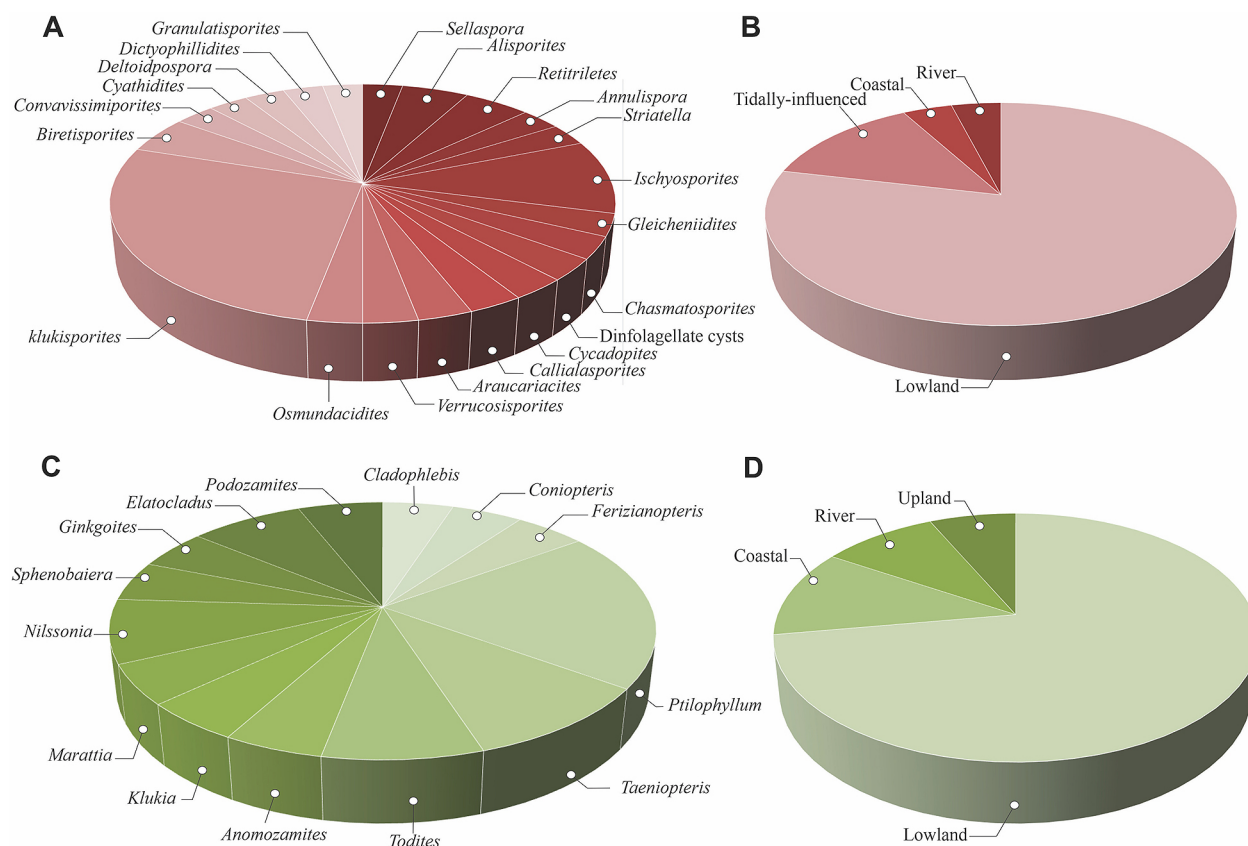 A
Granulatisporites
Dictyophillidites
Deltoidpospora
Cyathidites
Convavissimiporites
Biretisporites
klukisporites
Osmundacidites
Verrucosisporites
Araucariacites
Callialasporites
Cycadopites
Dinfolagellate cysts
Chasmatosporites
Gleicheniidites
Ischyosporites
Striatella
Annulispora
Retitriletes
Alisporites
Sellaspora
B
River
Coastal
Tidally-influenced
Lowland
C
Cladophlebis
Podozamites
Elatocladus
Ginkgoites
Sphenobaiera
Nilssonia
Marattia
Klukia
Anomozamites
Todites
Taeniopteris
Ptilophyllum
Ferizianopteris
Coniopteris
D
Upland
River
Coastal
Lowland